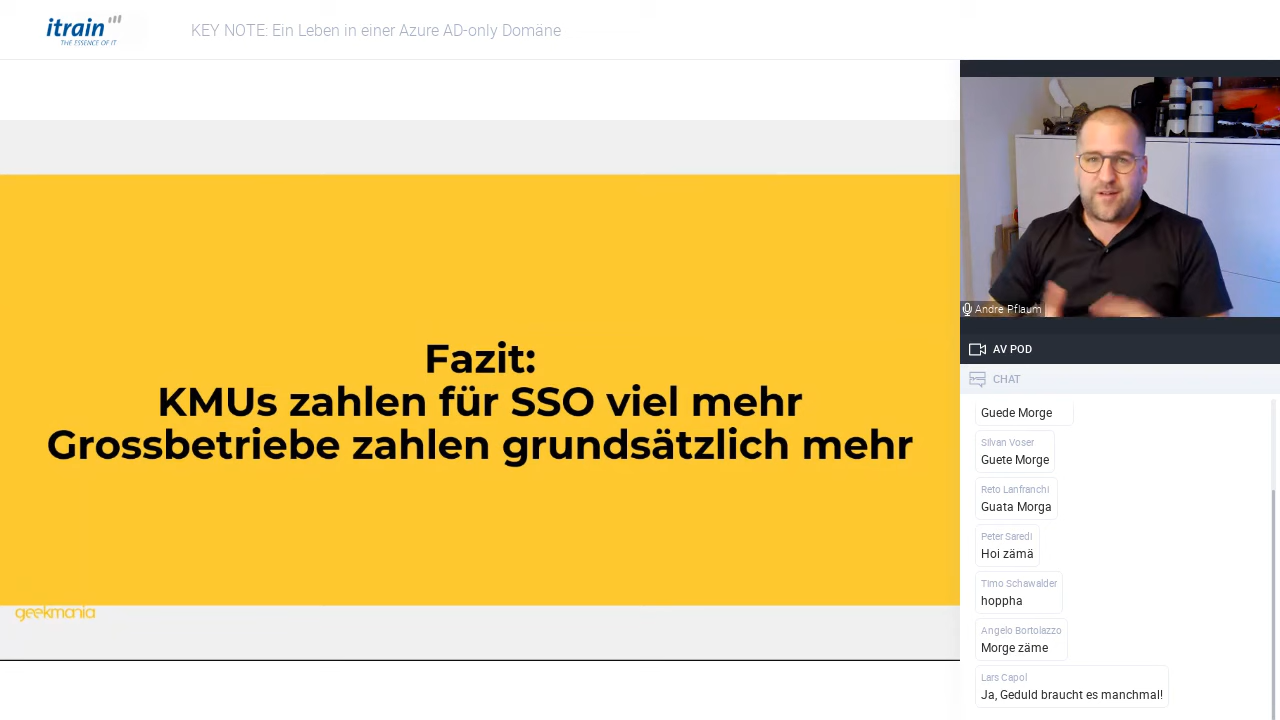 itrain
THE ESSENCE OF IT
KEY NOTE: Ein Leben in einer Azure AD-only Domäne
Fazit:
KMUs zahlen für SSO viel mehr
Grossbetriebe zahlen grundsätzlich mehr
geekmania
Andre Pflaum
AV POD
CHAT
Guede Morge
Silvan Voser
Guete Morge
Reto Lanfranchi
Guata Morga
Peter Saredi
Hoi zämä
Timo Schawalder
hoppha
Angelo Bortolazzo
Morge zäme
Lars Capol
Ja, Geduld braucht es manchmal!